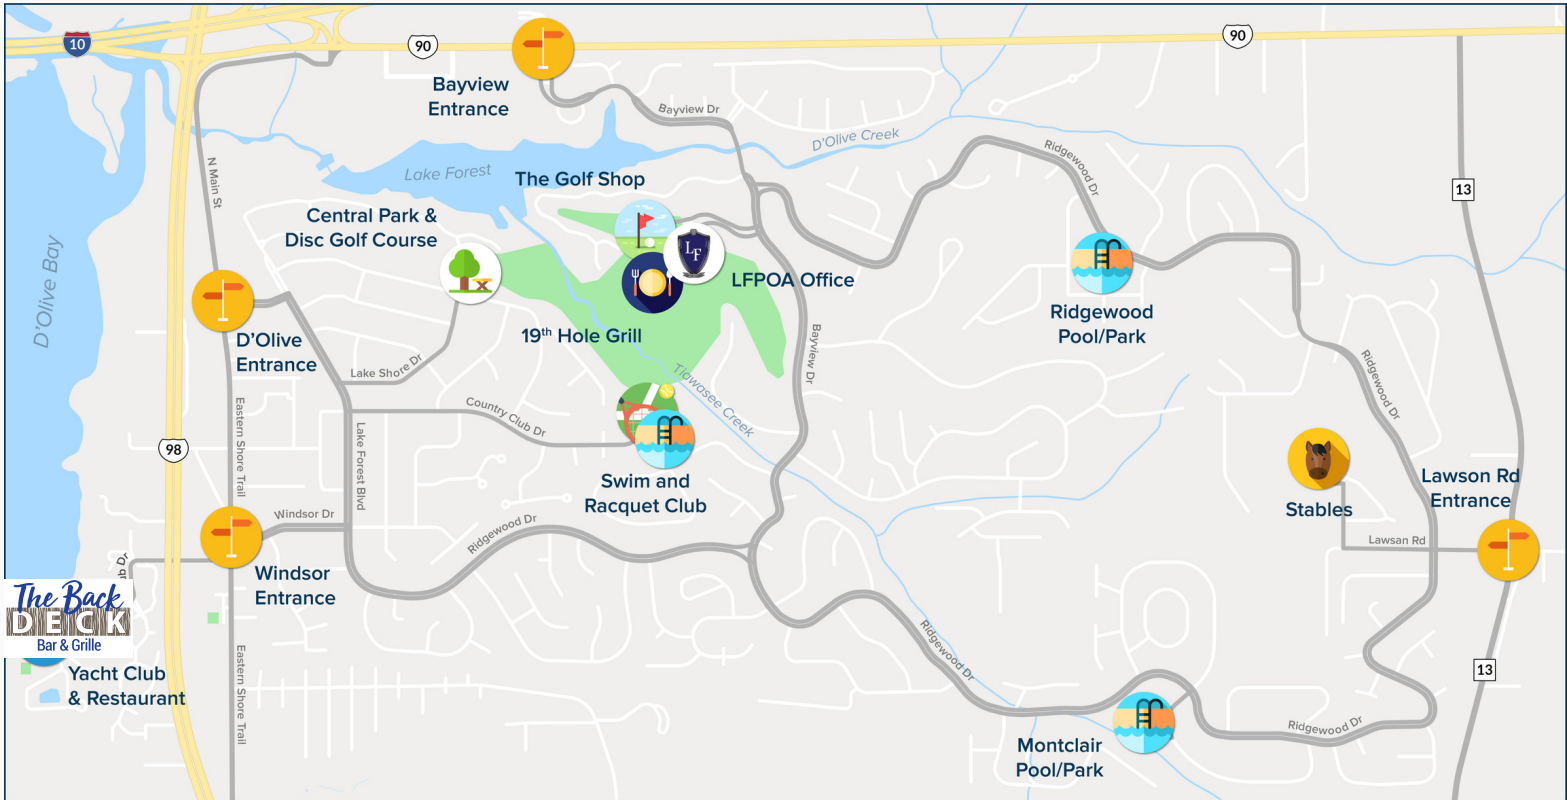 10
90
90
Bayview
Entrance
Bayview Dr
D'Olive Creek
Ridgewood Dr
N Main St
Lake Forest
The Golf Shop
13
Central Park &
Disc Golf Course
LF
LFPOA Office
D'Olive Bay
D'Olive
Entrance
19th Hole Grill
Ridgewood
Pool/Park
Bayview Dr
Lake Shore Dr
Tiawasee Creek
Ridgewood Dr
Eastern Shore Trail
Country Club Dr
Lake Forest Blvd
98
Swim and
Racquet Club
Stables
Lawson Rd
Entrance
Windsor Dr
Ridgewood Dr
Lawsan Rd
Dr
Windsor
Entrance
The Back
DECK
Bar & Grille
Yacht Club
& Restaurant
Eastern Shore Trail
Ridgewood Dr
13
Montclair
Pool/Park
Ridgewood Dr